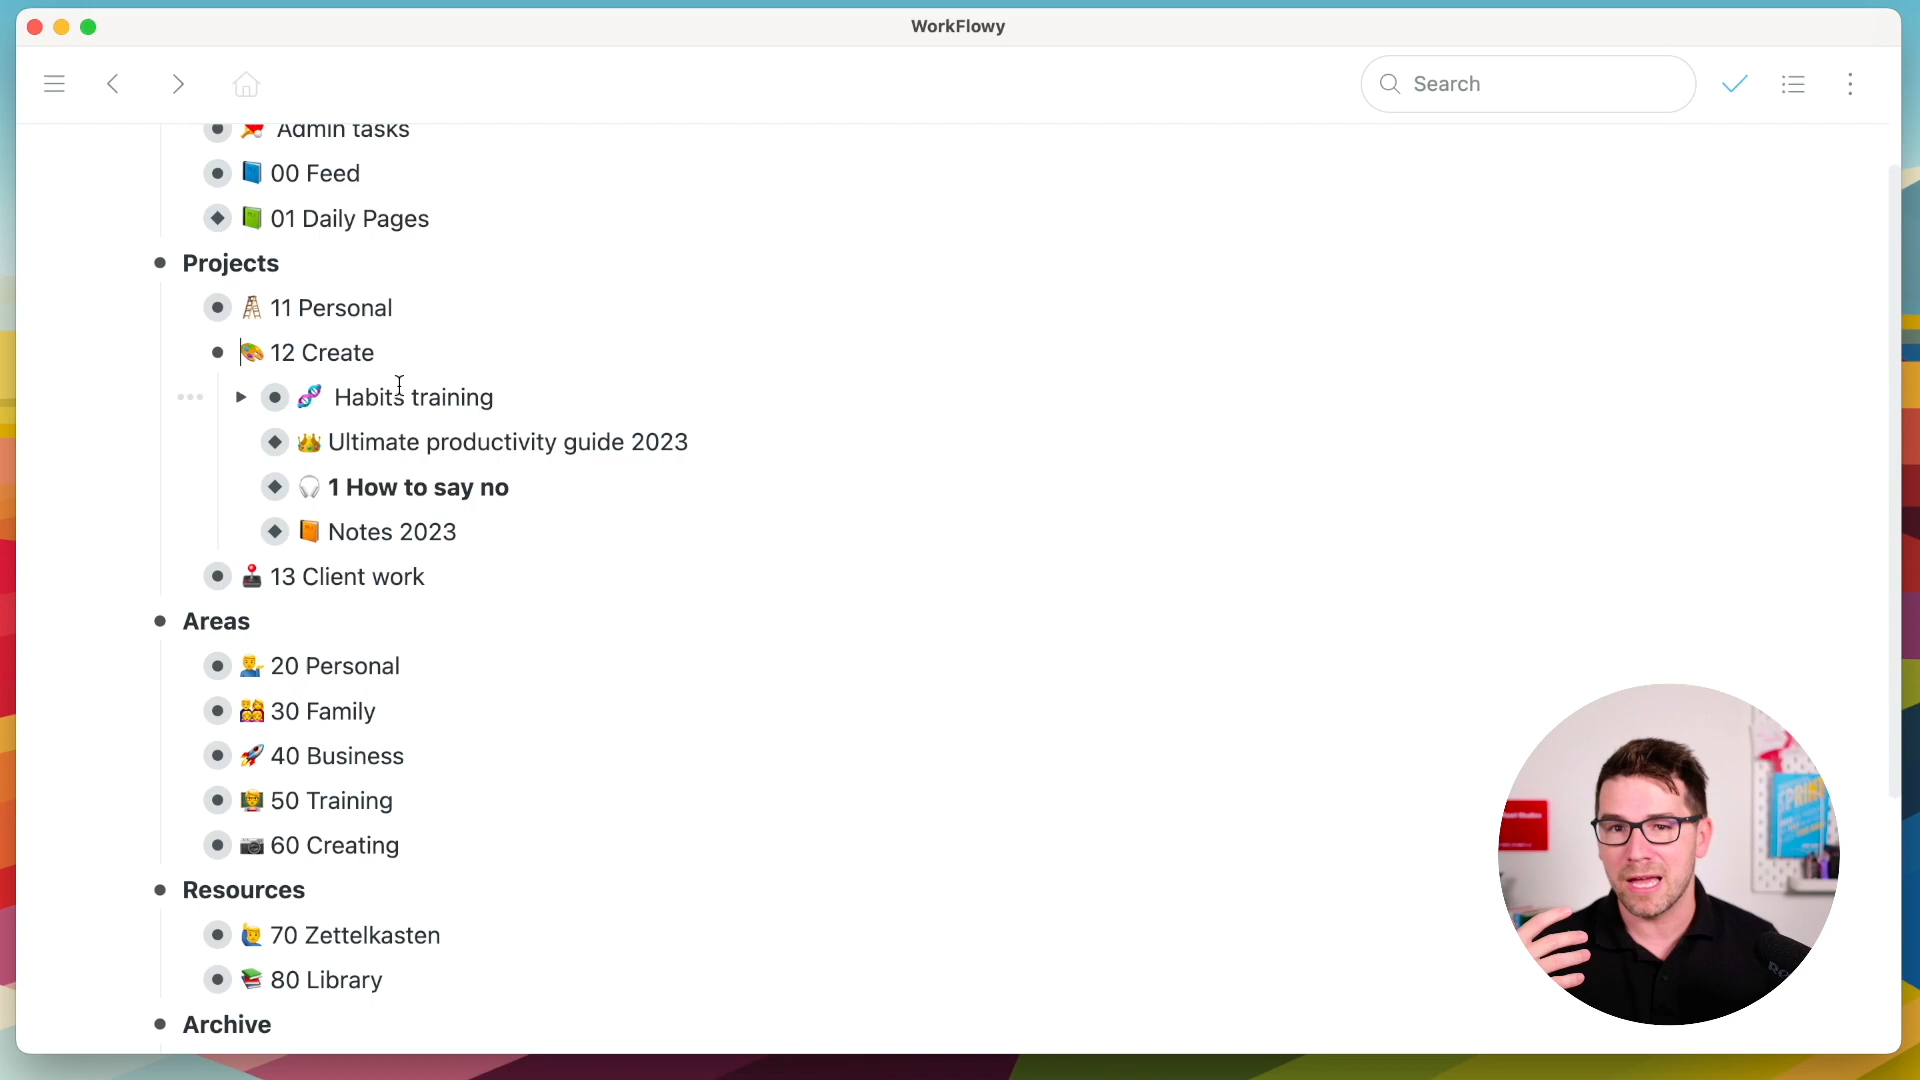 WorkFlowy
Search
Admin tasks
00 Feed
01 Daily Pages
Projects
11 Personal
12 Create
Habits training
Ultimate productivity guide 2023
1 How to say no
Notes 2023
13 Client work
Areas
20 Personal
30 Family
40 Business
50 Training
60 Creating
Resources
70 Zettelkasten
80 Library
Archive
SPRINT